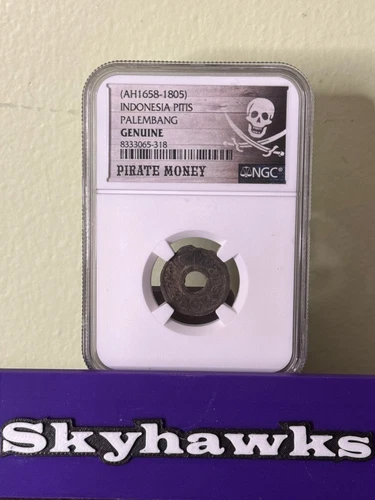 (AH1658-1805)
INDONESIA PITIS
PALEMBANG
GENUINE
8333065-318
PIRATE MONEY NGC®
Skyhawks